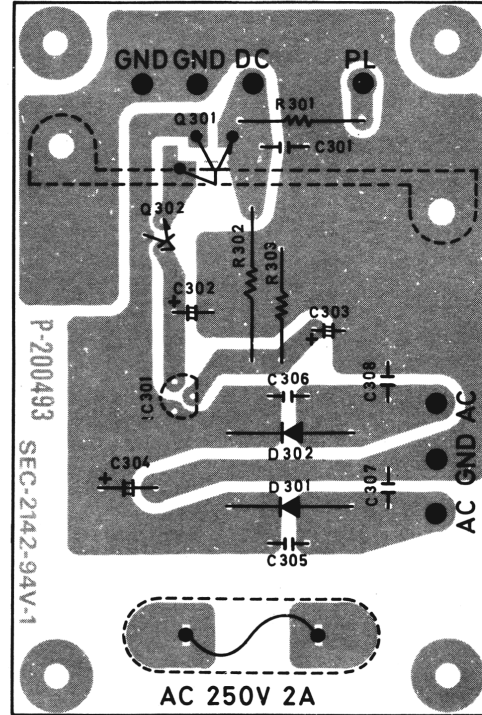 GND GND DC PL
R301
Q301
C301
Q302
R302
R303
C302
C303
P-200493
SEC-2142-94V-1
IC301
C306
C308
AC
D302
GND
C304
D301
C307
AC
C305
AC 250V 2A